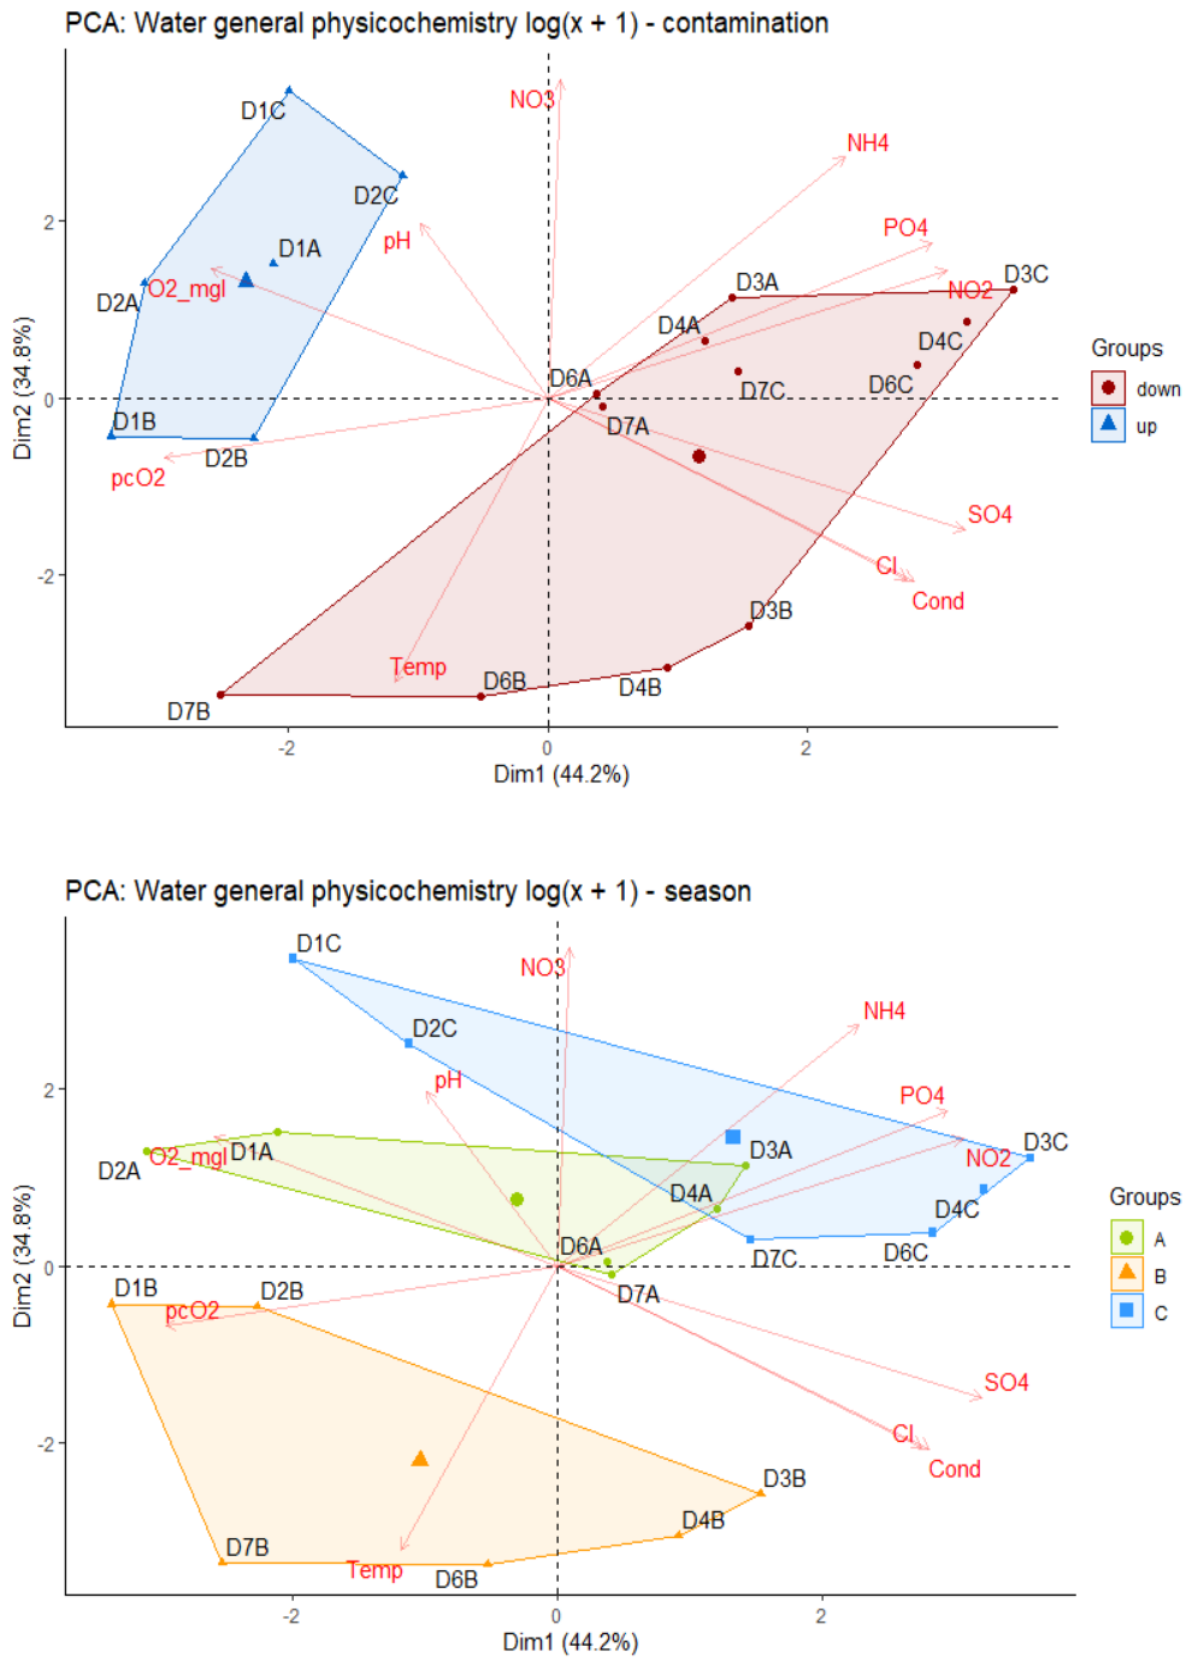 PCA: Water general physicochemistry log(x + 1) - contamination
NO3
D1C
NH4
D2C
PO4
pH
D1A
D3A
D3C
O2_mgl
NO2
D2A
D4A
D4C
D6A
D7C
D6C
D1B
D7A
D2B
pcO2
SO4
Cl
Cond
D3B
Temp
D6B
D4B
D7B
2
0
-2
Dim2 (34.8%)
-2
0
2
Dim1 (44.2%)
Groups
down
up
PCA: Water general physicochemistry log(x + 1) - season
D1C
NO3
NH4
D2C
pH
PO4
D3C
D1A
D3A
O2_mgl
NO2
D2A
D4A
D4C
D6A
D7C
D6C
D1B
D2B
D7A
pcO2
SO4
Cl
Cond
D3B
D4B
D7B
Temp
D6B
2
0
-2
Dim2 (34.8%)
-2
0
2
Dim1 (44.2%)
Groups
A
B
C